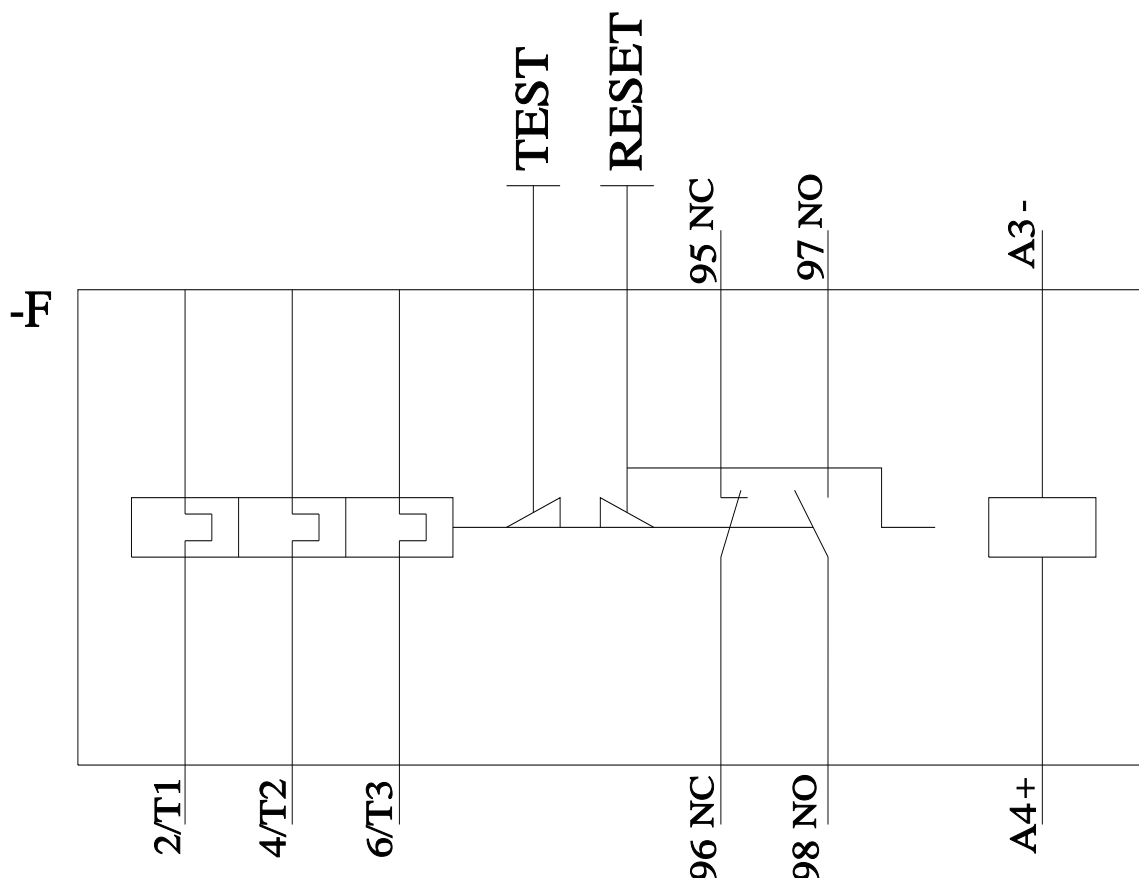 TEST
RESET
95 NC
97 NO
A3 -
-F
2/T1
4/T2
6/T3
96 NC
98 NO
A4 +